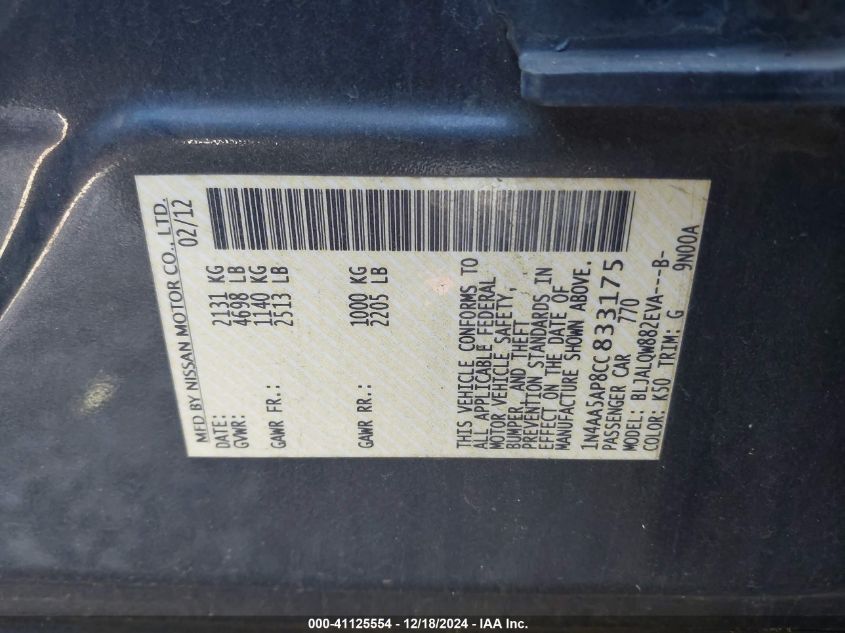 MFD BY NISSAN MOTOR CO., LTD.
DATE: 02/12
GVWR: 2131 KG
4698 LB
GAWR FR.: 1140 KG
2513 LB
GAWR RR.: 1000 KG
2205 LB
THIS VEHICLE CONFORMS TO
ALL APPLICABLE FEDERAL
MOTOR VEHICLE SAFETY,
BUMPER, AND THEFT
PREVENTION STANDARDS IN
EFFECT ON THE DATE OF
MANUFACTURE SHOWN ABOVE.
1N4AA5AP8CC833175
PASSENGER CAR 770
MODEL: BLJALQW882EVA---B-
COLOR: K50 TRIM: G 9N00A
000-41125554 - 12/18/2024 - IAA Inc.